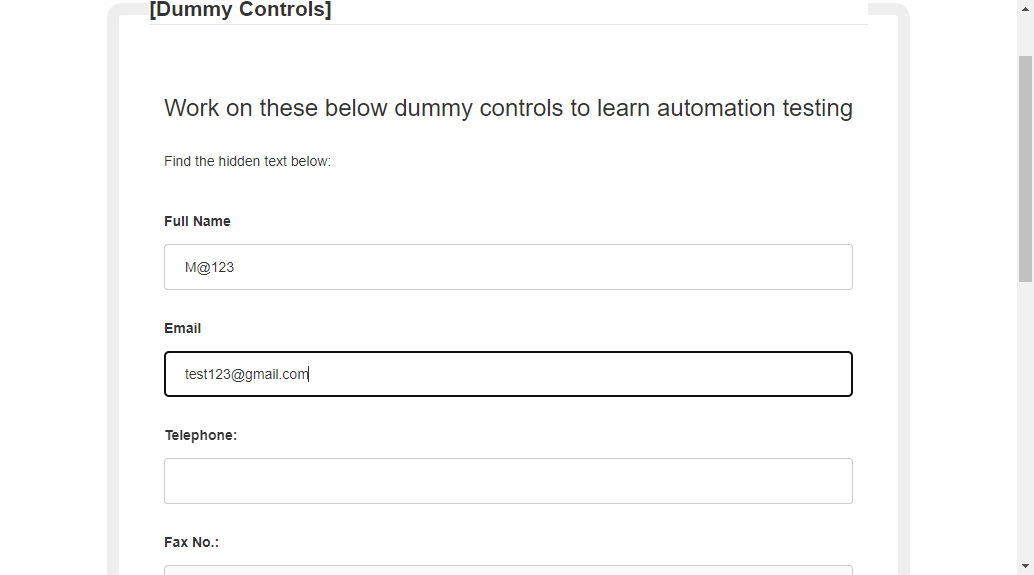 [Dummy Controls]
Work on these below dummy controls to learn automation testing
Find the hidden text below:
Full Name
M@123
Email
test123@gmail.com
Telephone:
Fax No.: